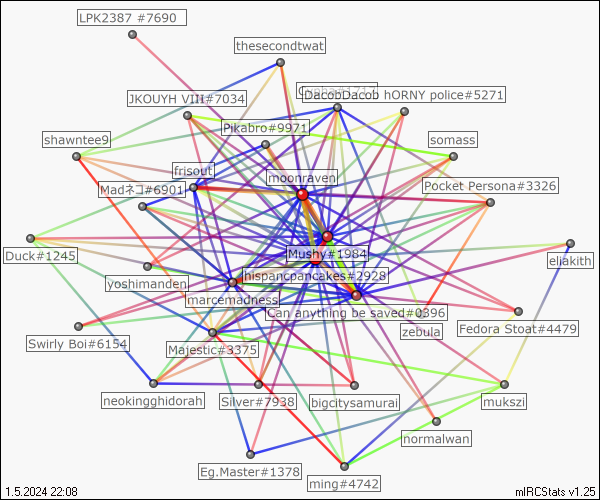 LPK2387 #7690
thesecondtwat
DacobDacob hORNY police#5271
JKOUYH VIII#7034
Pikabro#9971
shawntee9
somass
frisout
moonraven
Madネコ#6901
Pocket Persona#3326
Duck#1245
Mushy#1984
eliakith
hispancpancakes#2928
yoshimanden
marcemadness
Can anything be saved#0396
zebula
Fedora Stoat#4479
Swirly Boi#6154
Majestic#3375
neokingghidorah
Silver#7938
bigcitysamurai
mukszi
normalwan
Eg.Master#1378
ming#4742
1.5.2024 22:08
mIRCStats v1.25